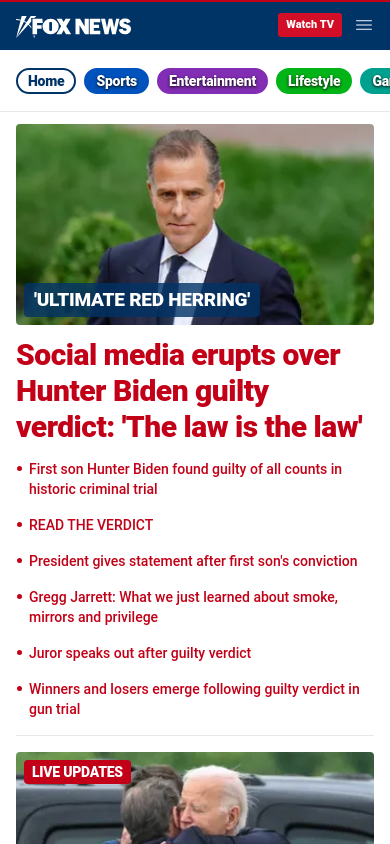 FOX NEWS
Watch TV
Home
Sports
Entertainment
Lifestyle
Ga
'ULTIMATE RED HERRING'
Social media erupts over
Hunter Biden guilty
verdict: 'The law is the law'
First son Hunter Biden found guilty of all counts in
historic criminal trial
READ THE VERDICT
President gives statement after first son's conviction
Gregg Jarrett: What we just learned about smoke,
mirrors and privilege
Juror speaks out after guilty verdict
Winners and losers emerge following guilty verdict in
gun trial
LIVE UPDATES